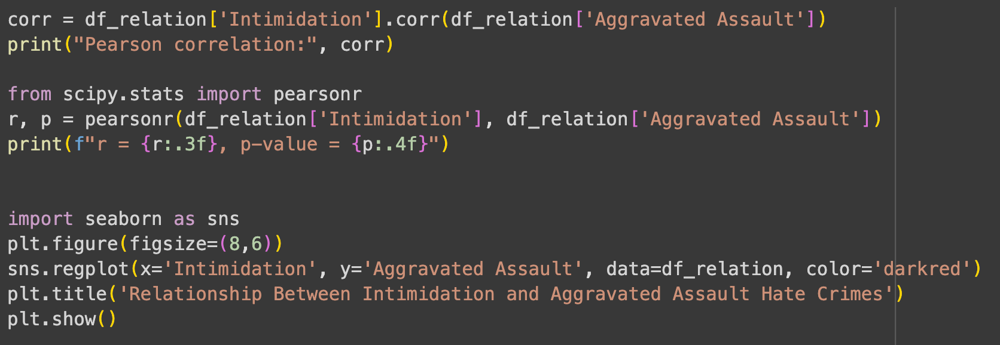 corr = df_relation['Intimidation'].corr(df_relation['Aggravated Assault'])
print("Pearson correlation:", corr)
from scipy.stats import pearsonr
r, p = pearsonr(df_relation['Intimidation'], df_relation['Aggravated Assault'])
print(f"r = {r:.3f}, p-value = {p:.4f}")
import seaborn as sns
plt.figure(figsize=(8,6))
sns.regplot(x='Intimidation', y='Aggravated Assault', data=df_relation, color='darkred')
plt.title('Relationship Between Intimidation and Aggravated Assault Hate Crimes')
plt.show()